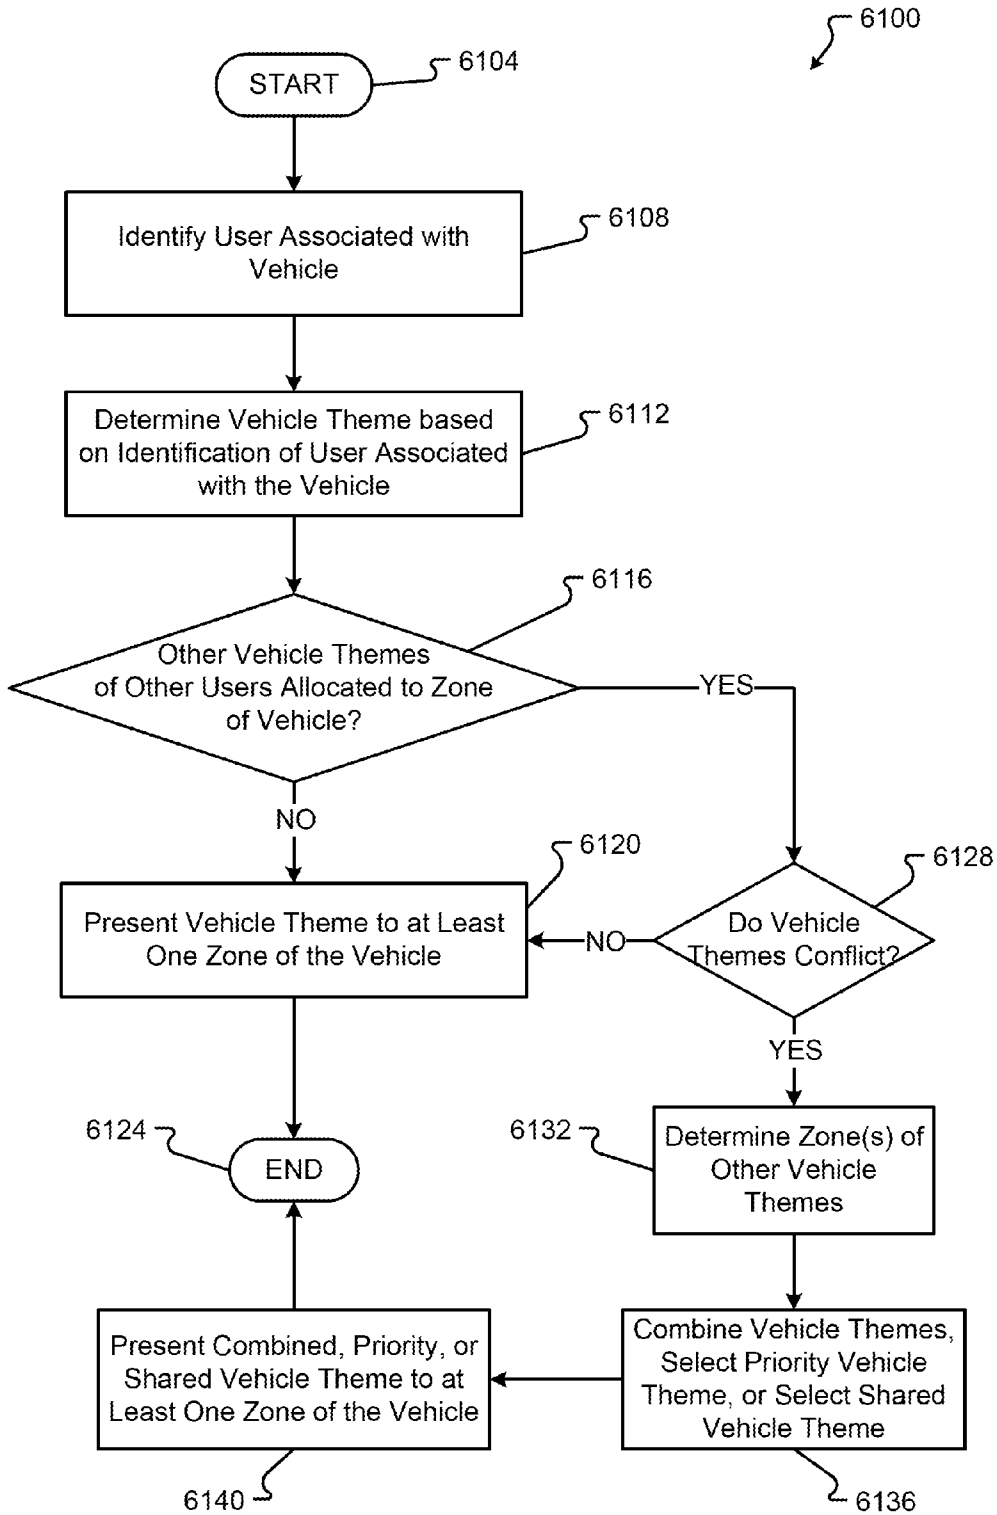 6100
START
6104
Identify User Associated with
Vehicle
6108
Determine Vehicle Theme based
on Identification of User Associated
with the Vehicle
6112
6116
Other Vehicle Themes
of Other Users Allocated to Zone
of Vehicle?
YES
NO
6120
Present Vehicle Theme to at Least
One Zone of the Vehicle
NO
6128
Do Vehicle
Themes Conflict?
YES
6124
END
6132
Determine Zone(s) of
Other Vehicle
Themes
Present Combined, Priority, or
Shared Vehicle Theme to at
Least One Zone of the Vehicle
Combine Vehicle Themes,
Select Priority Vehicle
Theme, or Select Shared
Vehicle Theme
6140
6136